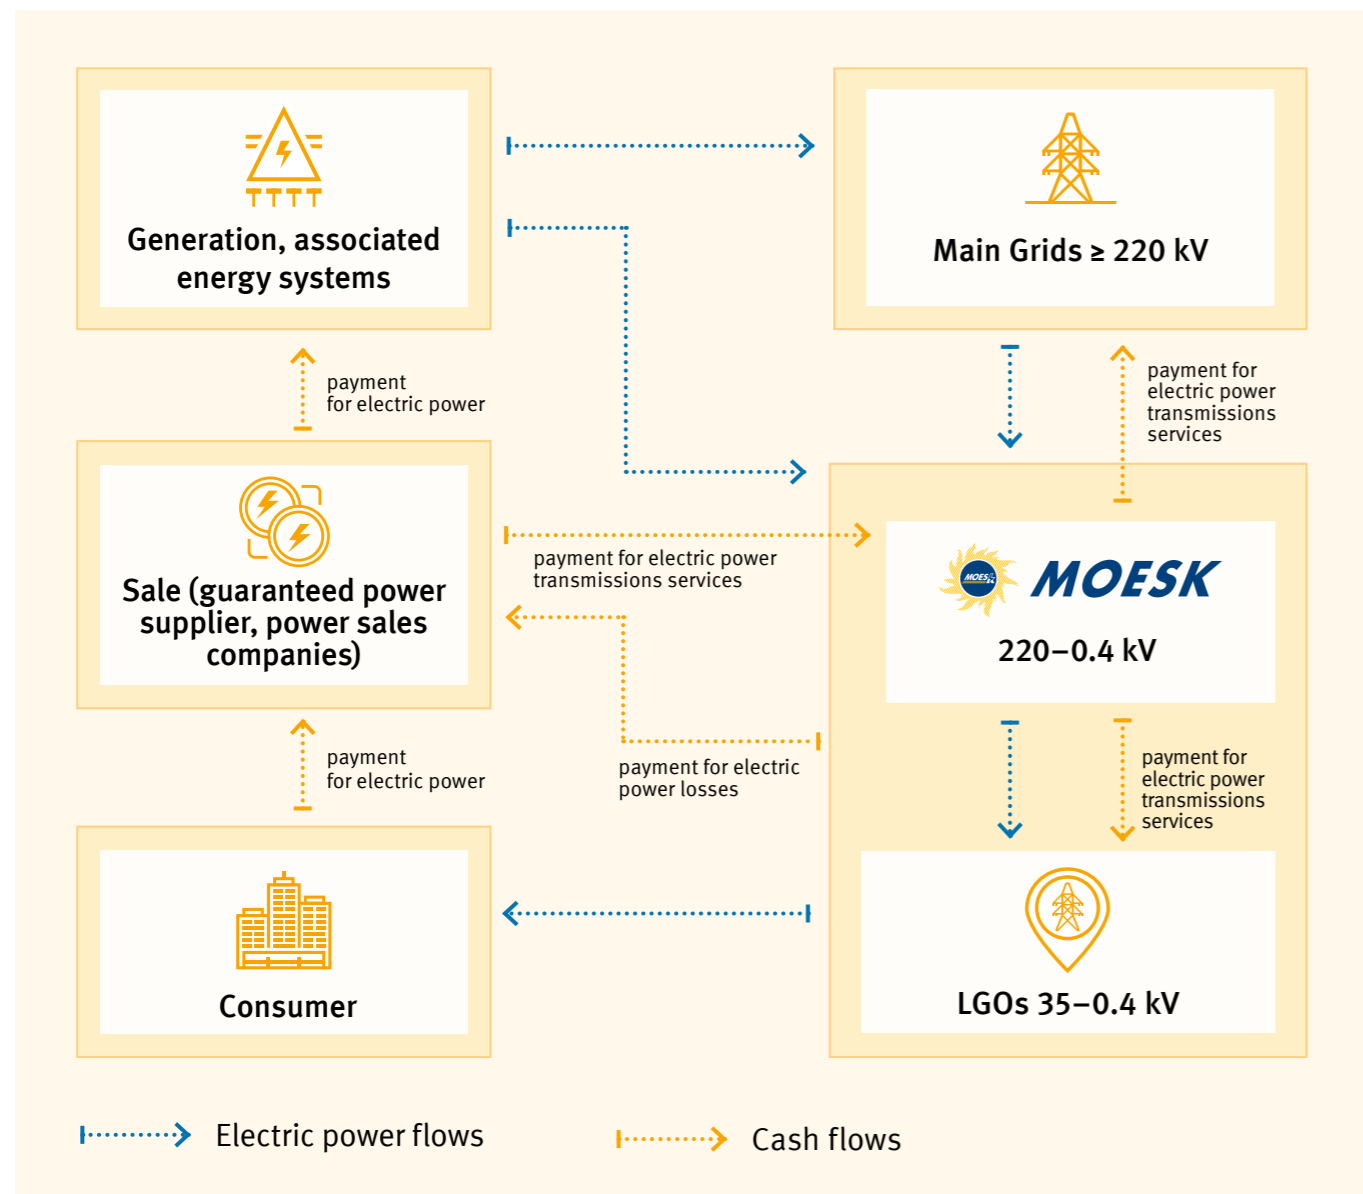 Generation, associated
energy systems
Main Grids ≥ 220 kV
payment
for electric power
payment for
electric power
transmissions
services
Sale (guaranteed power
supplier, power sales
companies)
payment for electric power
transmissions services
MOESK
MOESK
220–0.4 kV
payment
for electric power
payment for electric
power losses
payment for
electric power
transmissions
services
Consumer
LGOs 35–0.4 kV
Electric power flows
Cash flows